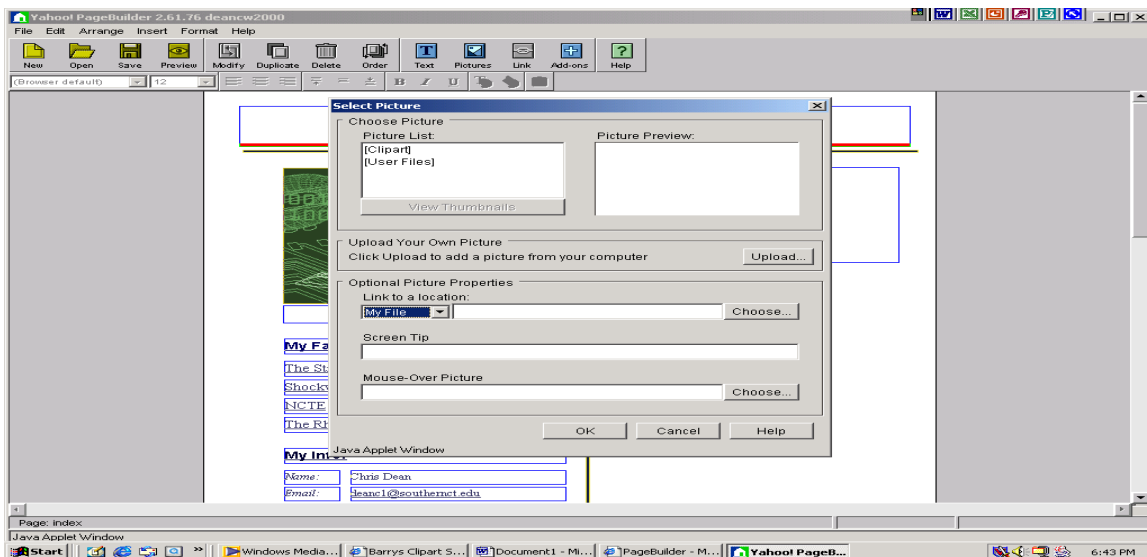 Yahoo! PageBuilder 2.61.76 deancw2000
File Edit Arrange Insert Format Help
New Open Save Preview Modify Duplicate Delete Order Text Pictures Link Add-ons Help
(Browser default) 12 B I U
Select Picture
Choose Picture
Picture List:
Picture Preview:
[Clipart]
[User Files]
View Thumbnails
Upload Your Own Picture
Click Upload to add a picture from your computer
Upload...
Optional Picture Properties
Link to a location:
My File
Choose...
Screen Tip
Mouse-Over Picture
Choose...
OK Cancel Help
Java Applet Window
My Fa
The St
Shockw
NCTE
The Rh
My Infor
Name: Chris Dean
Email: deanc1@southernct.edu
Page: index
Java Applet Window
Start Windows Media... Barrys Clipart S... Document1 - Mi... PageBuilder - M... Yahoo! PageB... 6:43 PM